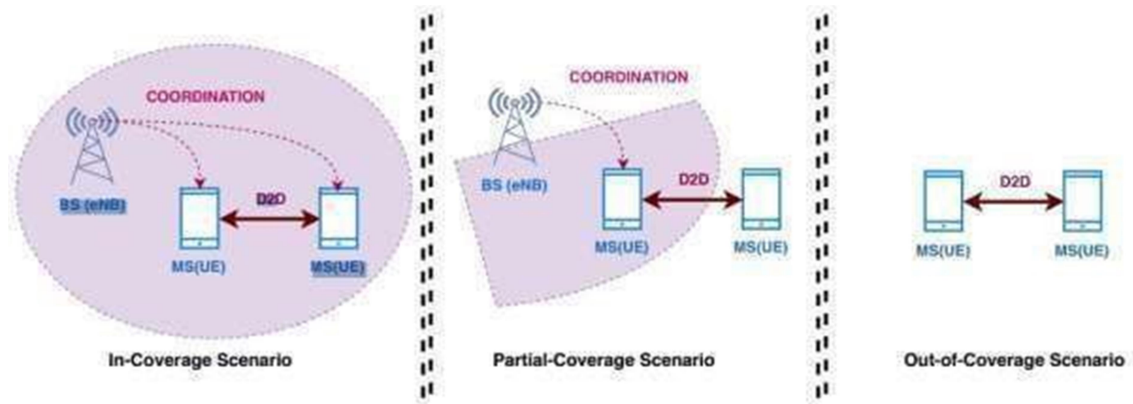 COORDINATION
BS (eNB)
D2D
MS(UE)
MS(UE)
In-Coverage Scenario
COORDINATION
BS (eNB)
D2D
MS(UE)
MS(UE)
Partial-Coverage Scenario
D2D
MS(UE)
MS(UE)
Out-of-Coverage Scenario